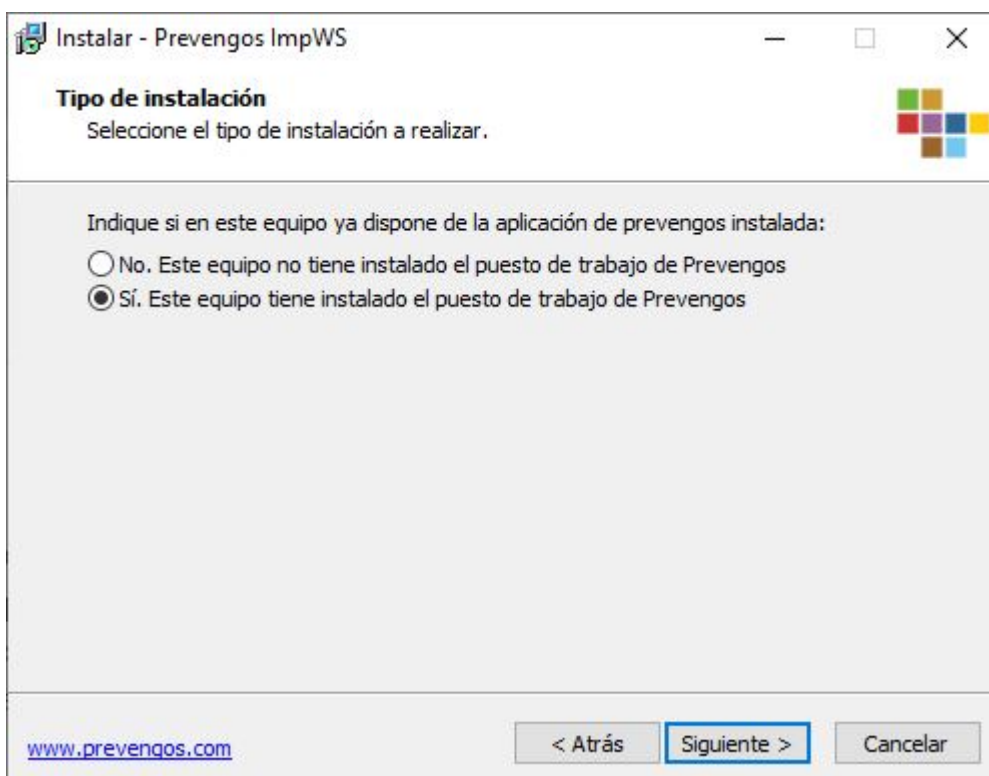 Instalar - Prevengos ImpWS
Tipo de instalación
Seleccione el tipo de instalación a realizar.
Indique si en este equipo ya dispone de la aplicación de prevengos instalada:
No. Este equipo no tiene instalado el puesto de trabajo de Prevengos
Sí. Este equipo tiene instalado el puesto de trabajo de Prevengos
www.prevengos.com
< Atrás
Siguiente >
Cancelar